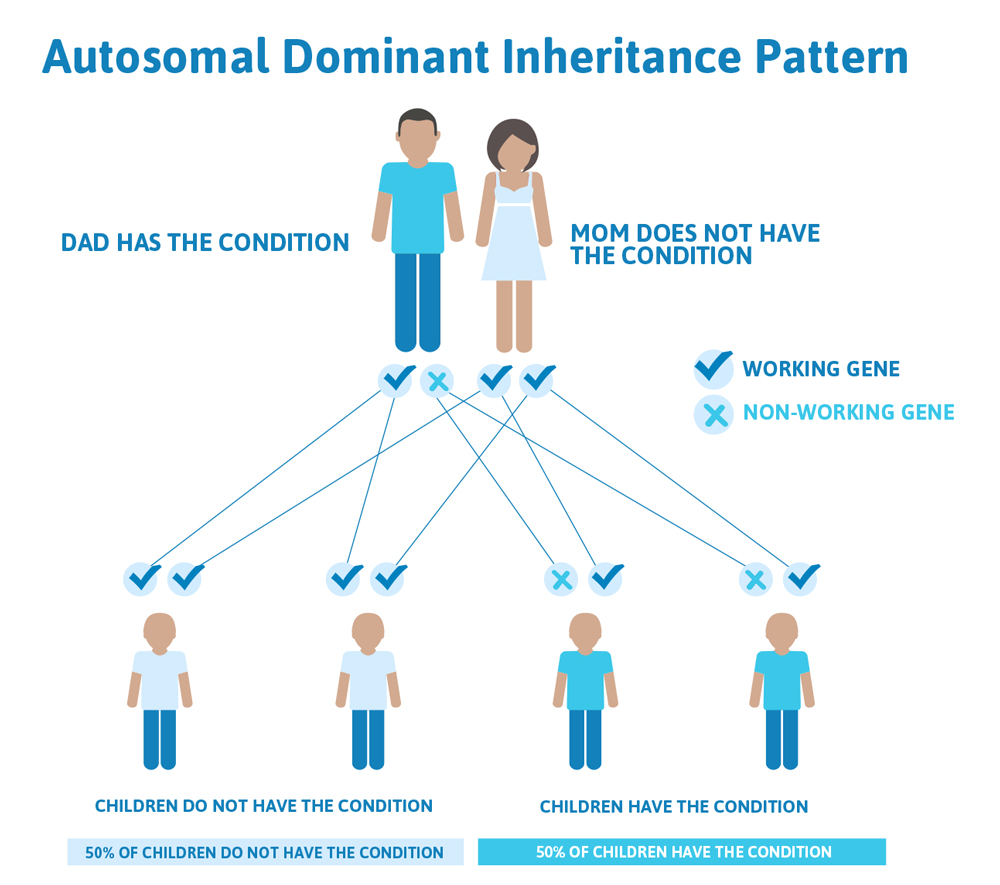 Autosomal Dominant Inheritance Pattern
DAD HAS THE CONDITION
MOM DOES NOT HAVE
THE CONDITION
WORKING GENE
NON-WORKING GENE
CHILDREN DO NOT HAVE THE CONDITION
CHILDREN HAVE THE CONDITION
50% OF CHILDREN DO NOT HAVE THE CONDITION
50% OF CHILDREN HAVE THE CONDITION